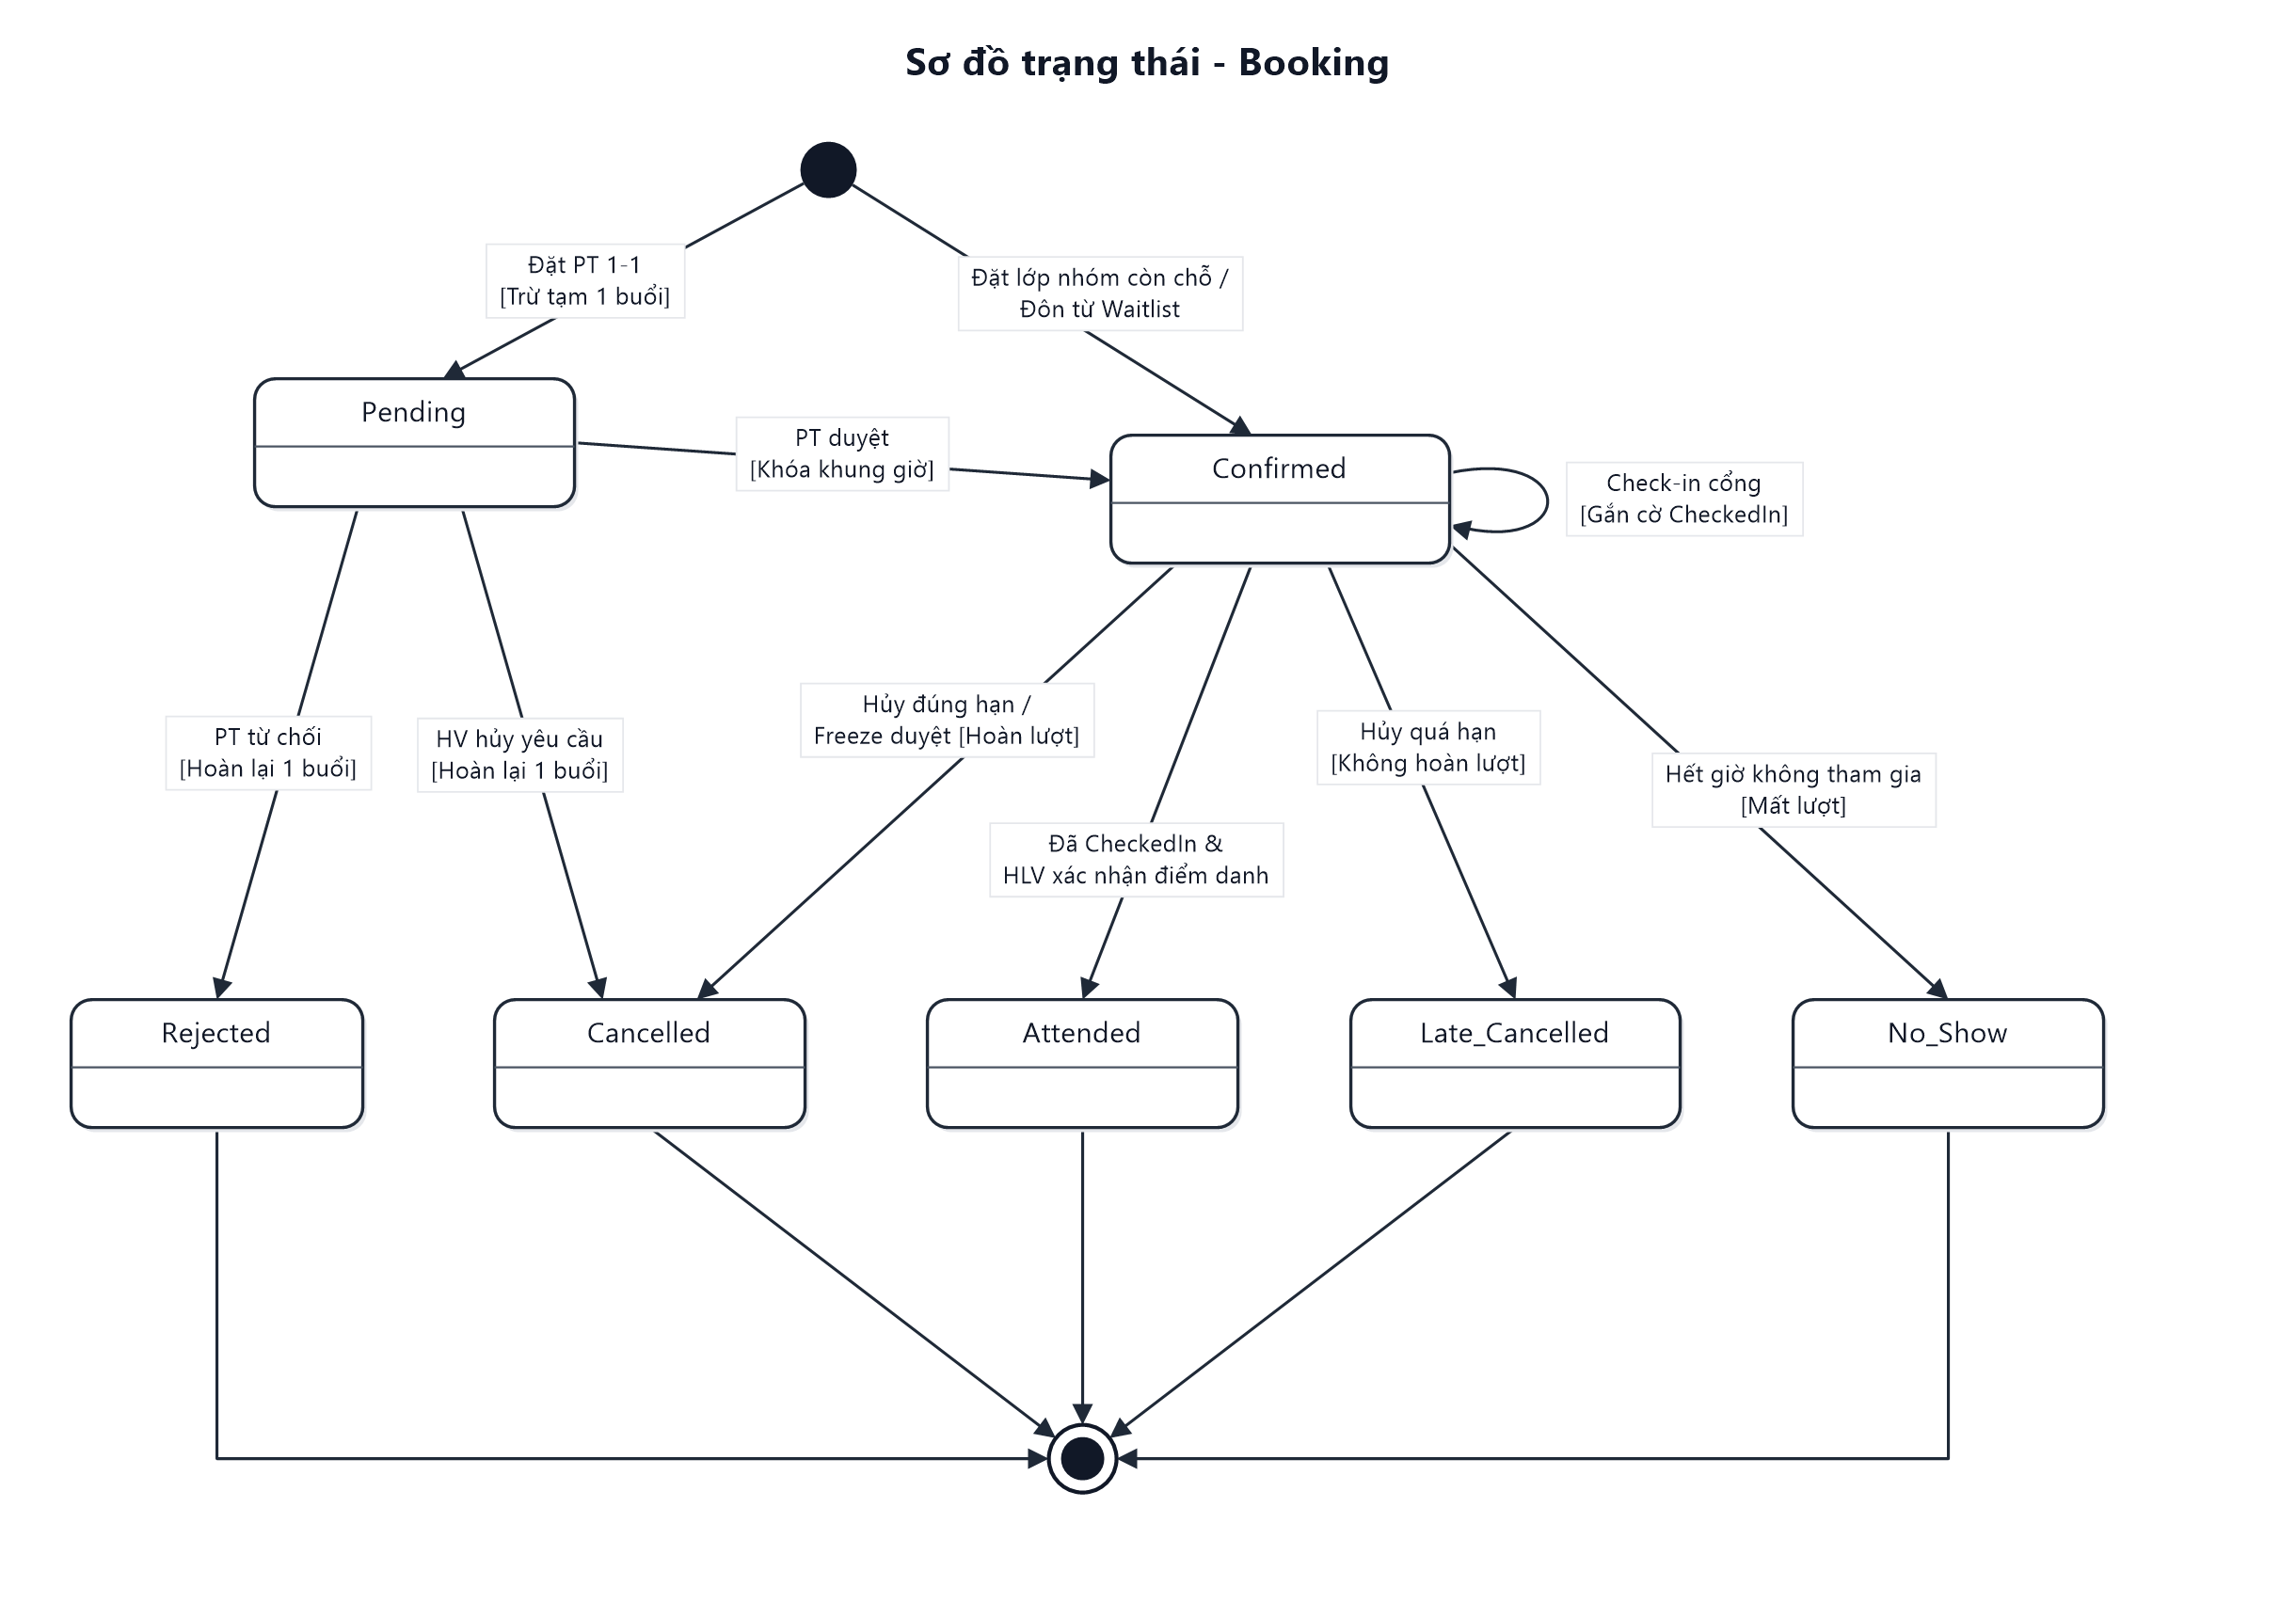 Sơ đồ trạng thái - Booking
Đặt PT 1-1
[Trừ tạm 1 buổi]
Đặt lớp nhóm còn chỗ /
Đôn từ Waitlist
Pending
PT duyệt
[Khóa khung giờ]
Confirmed
Check-in cổng
[Gắn cờ CheckedIn]
PT từ chối
[Hoàn lại 1 buổi]
HV hủy yêu cầu
[Hoàn lại 1 buổi]
Hủy đúng hạn /
Freeze duyệt [Hoàn lượt]
Đã CheckedIn &
HLV xác nhận điểm danh
Hủy quá hạn
[Không hoàn lượt]
Hết giờ không tham gia
[Mất lượt]
Rejected
Cancelled
Attended
Late_Cancelled
No_Show